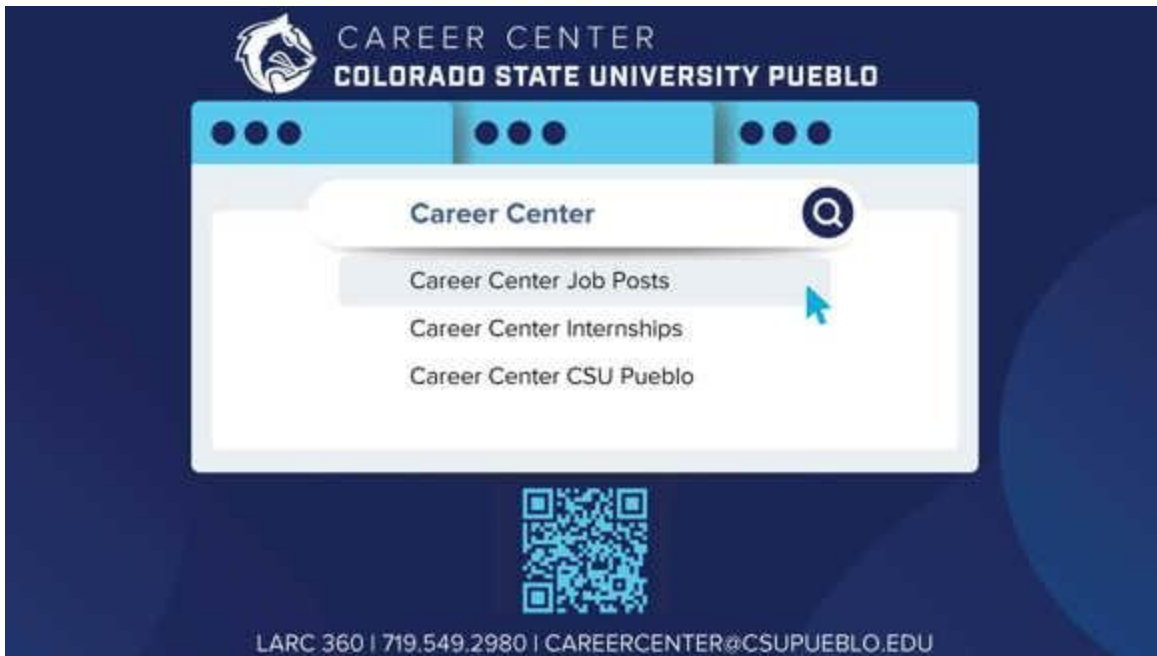 CAREER CENTER
COLORADO STATE UNIVERSITY PUEBLO
Career Center
Career Center Job Posts
Career Center Internships
Career Center CSU Pueblo
LARC 360 | 719.549.2980 | CAREERCENTER@CSUPUEBLO.EDU